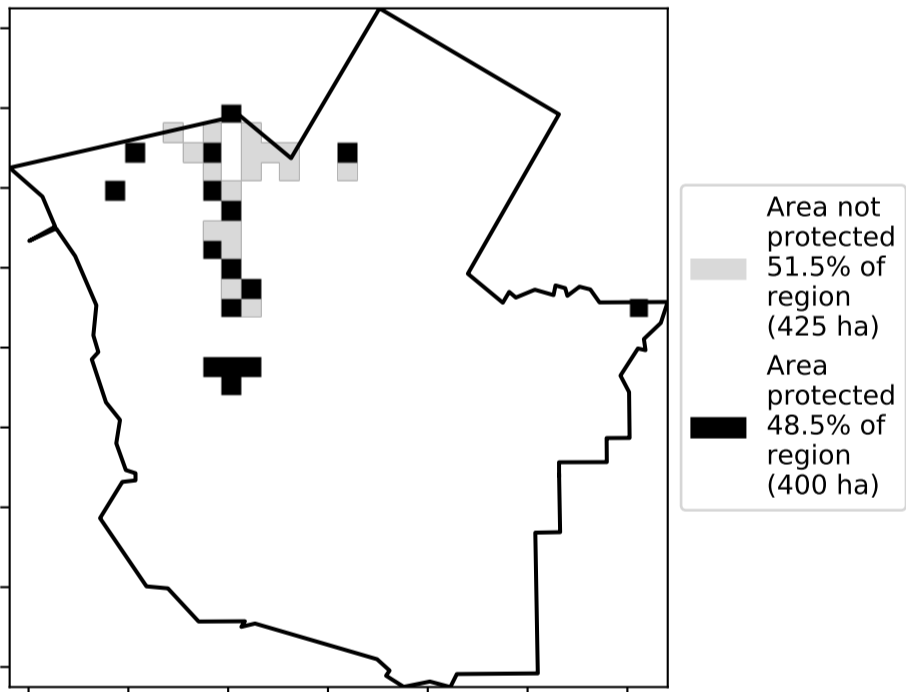 Area not
protected
51.5% of
region
(425 ha)
Area
protected
48.5% of
region
(400 ha)